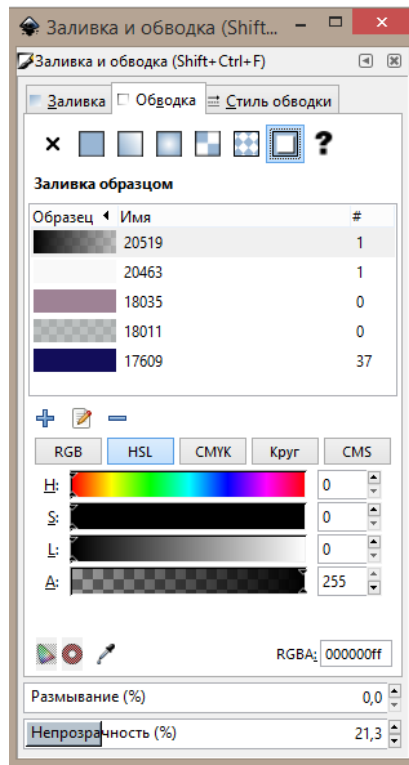 Заливка и обводка (Shift...
Заливка и обводка (Shift+Ctrl+F)
Заливка Обводка Стиль обводки
?
Заливка образцом
Образец Имя #
20519 1
20463 1
18035 0
18011 0
17609 37
RGB HSL CMYK Круг CMS
H: 0
S: 0
L: 0
A: 255
RGBA: 000000ff
Размывание (%) 0,0
Непрозрачность (%) 21,3